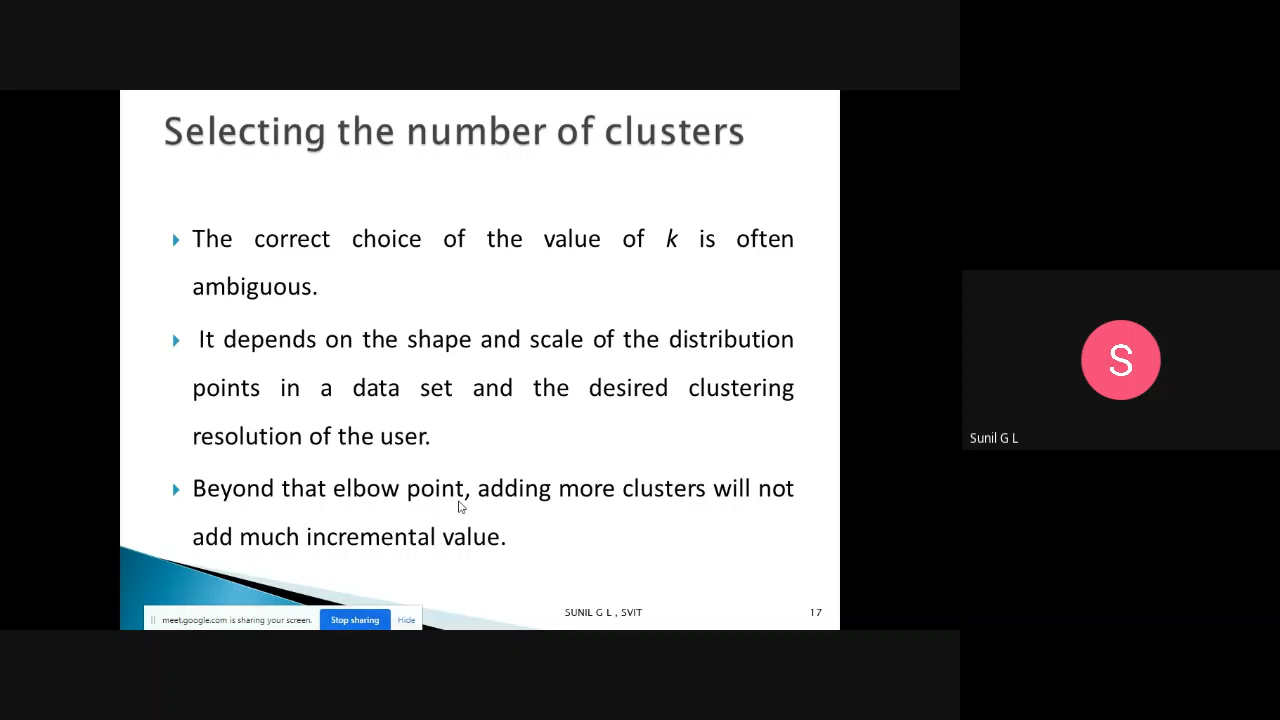 Selecting the number of clusters
The correct choice of the value of k is often
ambiguous.
It depends on the shape and scale of the distribution
points in a data set and the desired clustering
resolution of the user.
Beyond that elbow point, adding more clusters will not
add much incremental value.
meet.google.com is sharing your screen. Stop sharing Hide
SUNIL G L , SVIT 17
S
Sunil G L